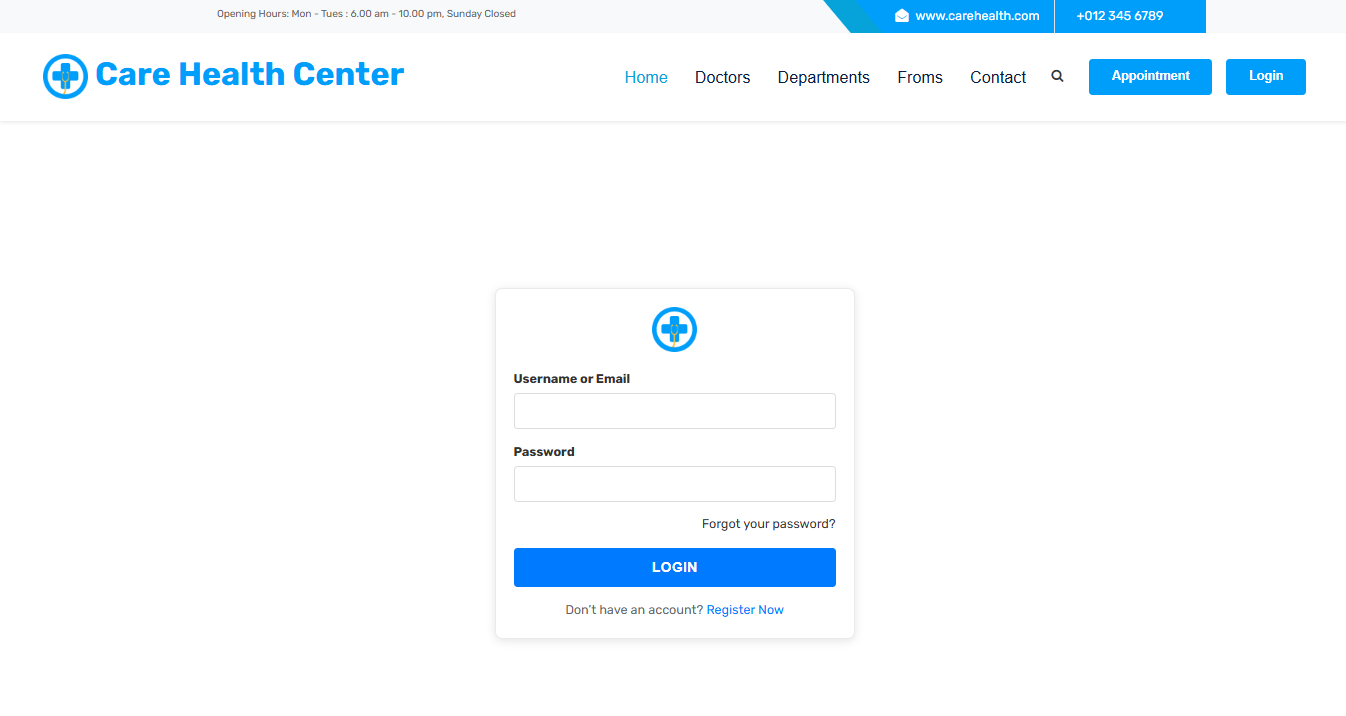 Opening Hours: Mon - Tues : 6.00 am - 10.00 pm, Sunday Closed
www.carehealth.com
+012 345 6789
Care Health Center
Home Doctors Departments Froms Contact Appointment Login
Username or Email
Password
Forgot your password?
LOGIN
Don't have an account? Register Now